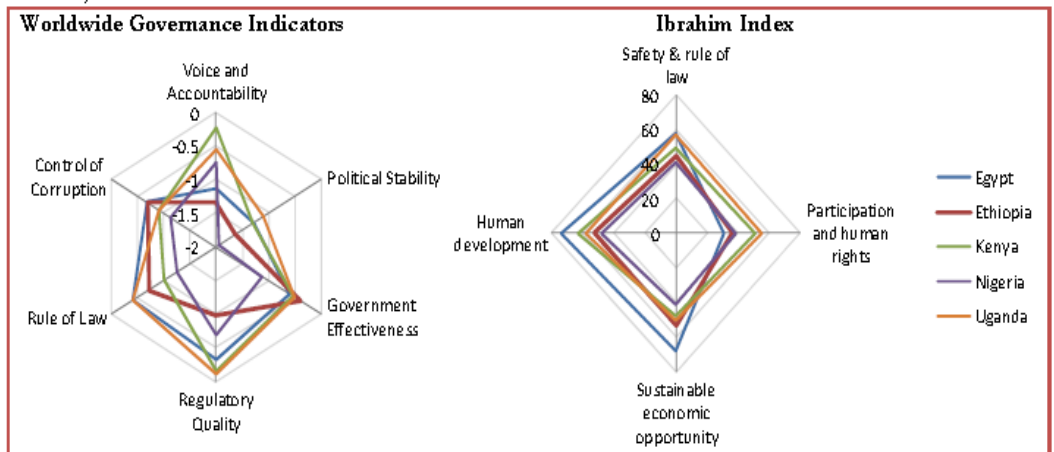 Worldwide Governance Indicators
Voice and
Accountability
0
-0.5
-1
-1.5
-2
Control of
Corruption
Political Stability
Rule of Law
Government
Effectiveness
Regulatory
Quality
Ibrahim Index
Safety & rule of
law
80
60
40
20
0
Human
development
Participation
and human
rights
Sustainable
economic
opportunity
Egypt
Ethiopia
Kenya
Nigeria
Uganda